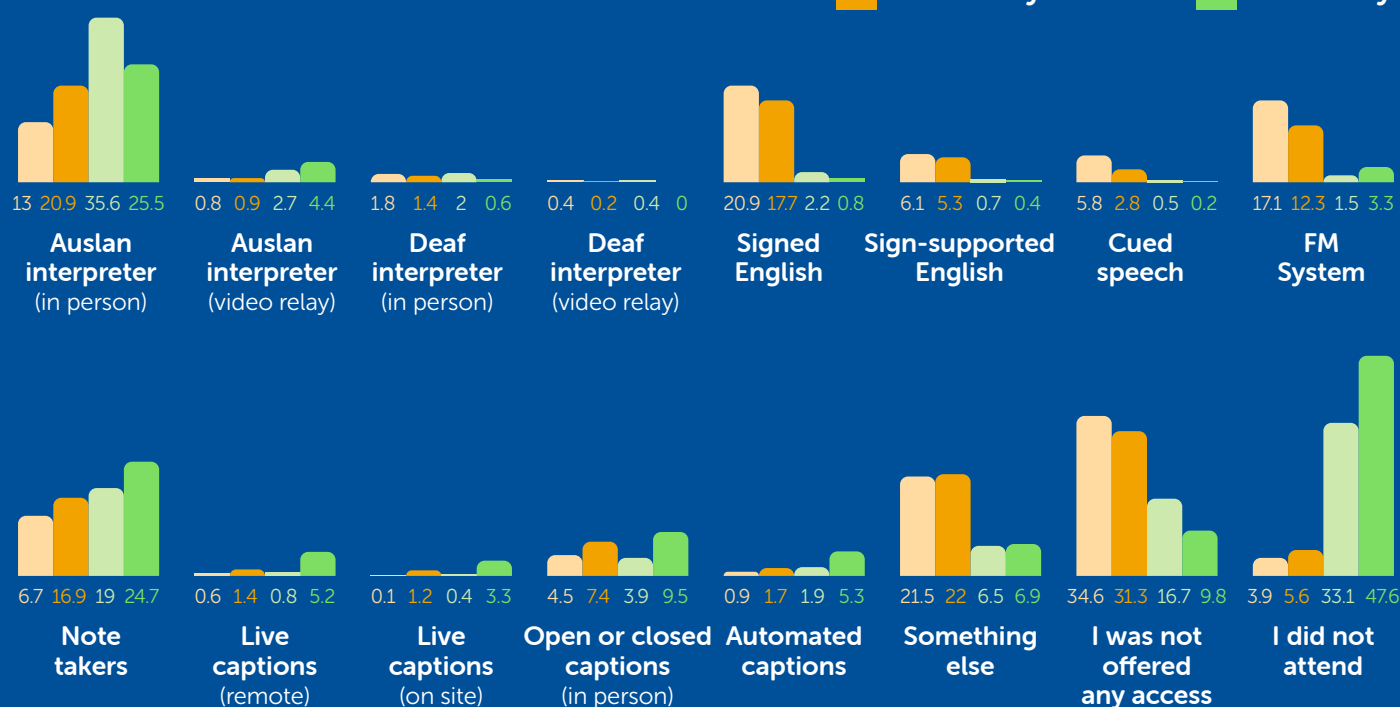 13 20.9 35.6 25.5
0.8 0.9 2.7 4.4
1.8 1.4 2 0.6
0.4 0.2 0.4 0
20.9 17.7 2.2 0.8
6.1 5.3 0.7 0.4
5.8 2.8 0.5 0.2
17.1 12.3 1.5 3.3
Auslan
interpreter
(in person)
Auslan
interpreter
(video relay)
Deaf
interpreter
(in person)
Deaf
interpreter
(video relay)
Signed
English
Sign-supported
English
Cued
speech
FM
System
6.7 16.9 19 24.7
0.6 1.4 0.8 5.2
0.1 1.2 0.4 3.3
4.5 7.4 3.9 9.5
0.9 1.7 1.9 5.3
21.5 22 6.5 6.9
34.6 31.3 16.7 9.8
3.9 5.6 33.1 47.6
Note
takers
Live
captions
(remote)
Live
captions
(on site)
Open or closed
captions
(in person)
Automated
captions
Something
else
I was not
offered
any access
I did not
attend